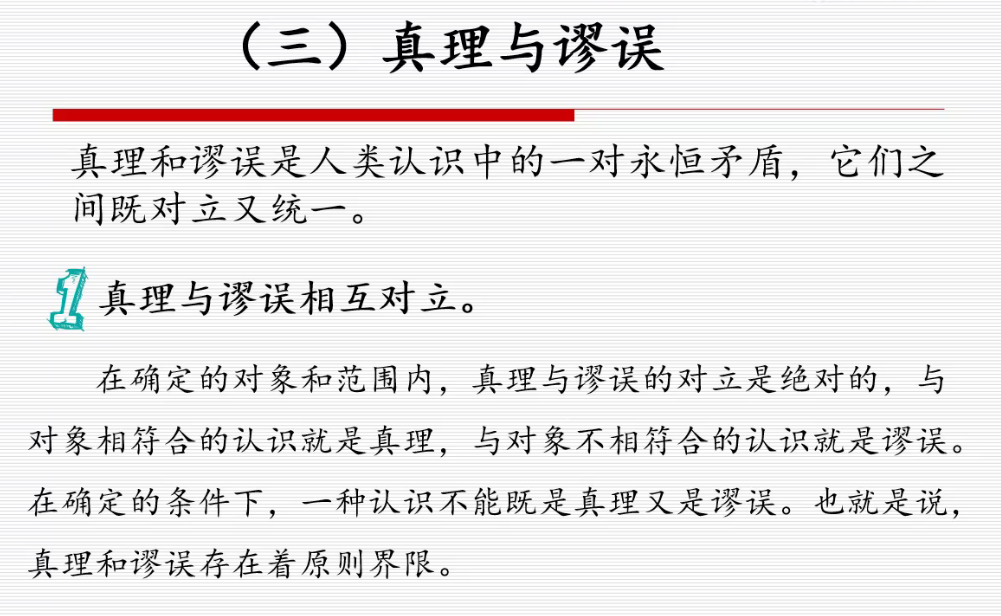 （三）真理与谬误
真理和谬误是人类认识中的一对永恒矛盾，它们之
间既对立又统一。
1 真理与谬误相互对立。
在确定的对象和范围内，真理与谬误的对立是绝对的，与
对象相符合的认识就是真理，与对象不相符合的认识就是谬误。
在确定的条件下，一种认识不能既是真理又是谬误。也就是说，
真理和谬误存在着原则界限。